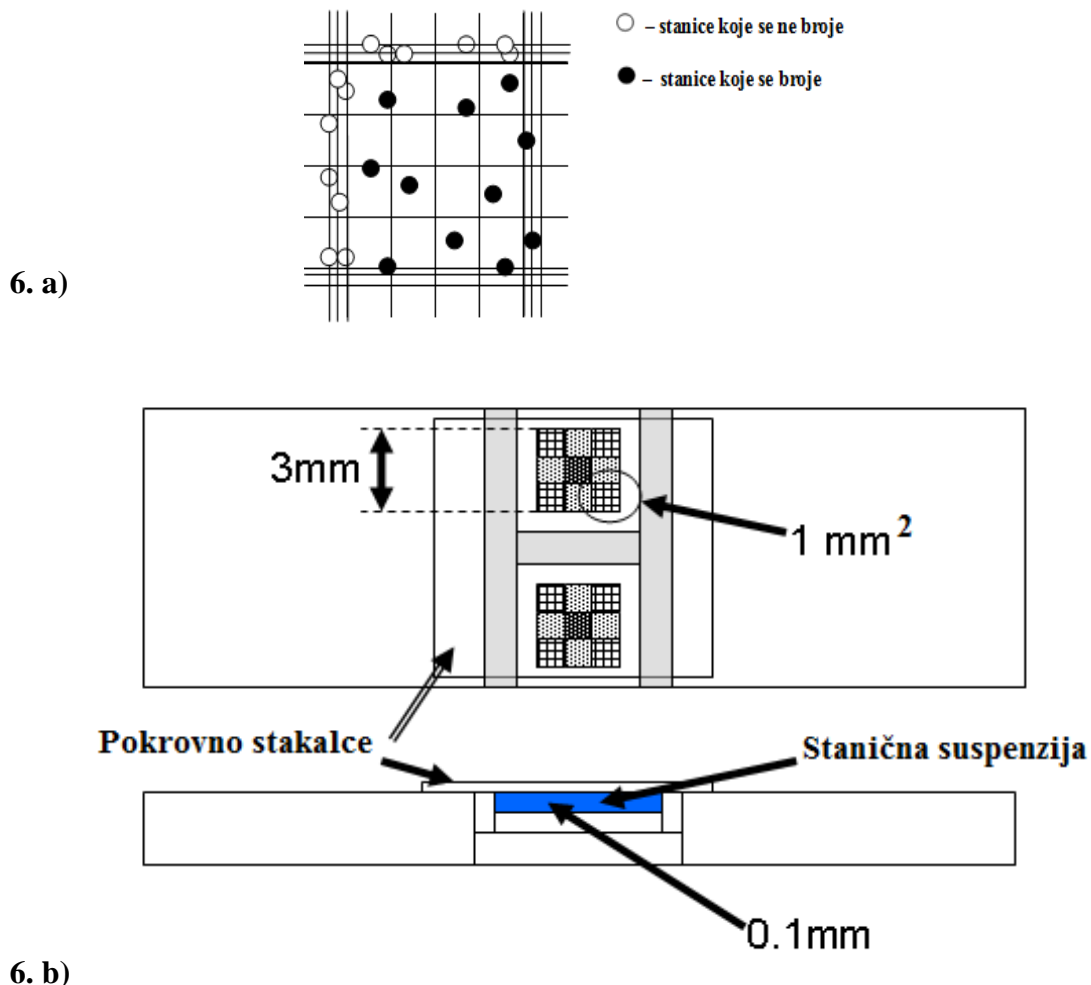 – stanice koje se ne broje
– stanice koje se broje
6. a)
3mm
1 mm²
Pokrovno stakalce
Stanična suspenzija
0.1mm
6. b)